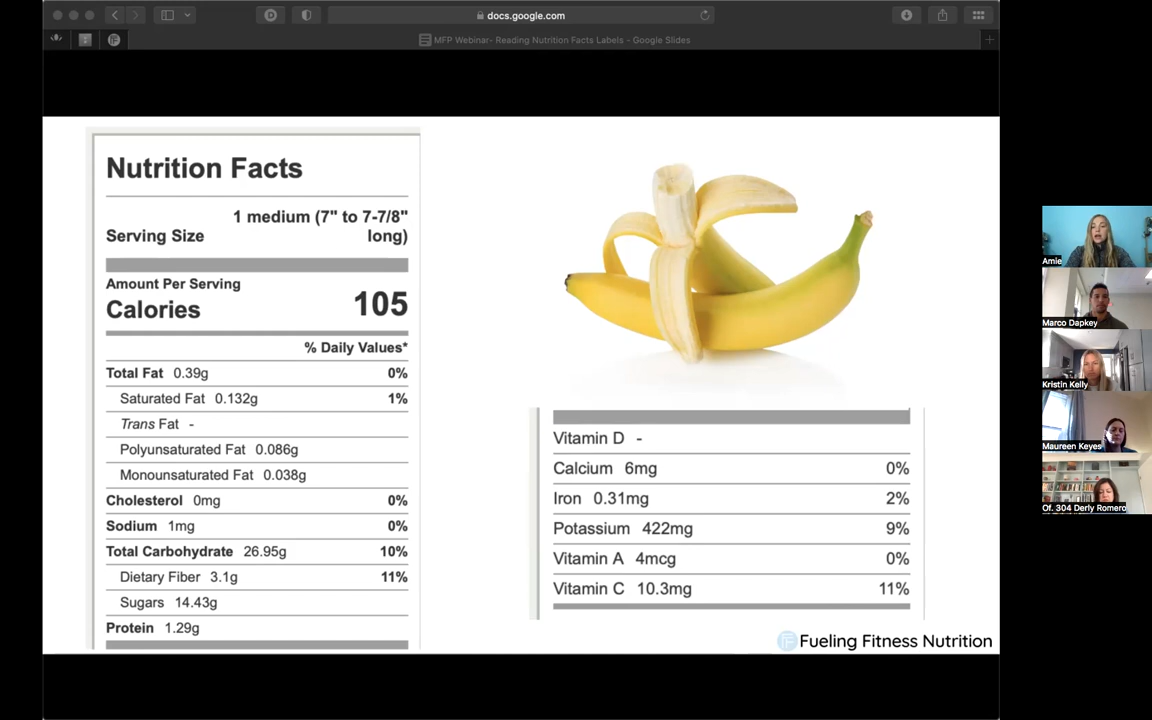 docs.google.com
MFP Webinar- Reading Nutrition Facts Labels - Google Slides
Nutrition Facts
1 medium (7" to 7-7/8"
Serving Size long)
Amount Per Serving
Calories 105
% Daily Values*
Total Fat 0.39g 0%
Saturated Fat 0.132g 1%
Trans Fat -
Polyunsaturated Fat 0.086g
Monounsaturated Fat 0.038g
Cholesterol 0mg 0%
Sodium 1mg 0%
Total Carbohydrate 26.95g 10%
Dietary Fiber 3.1g 11%
Sugars 14.43g
Protein 1.29g
Vitamin D -
Calcium 6mg 0%
Iron 0.31mg 2%
Potassium 422mg 9%
Vitamin A 4mcg 0%
Vitamin C 10.3mg 11%
Fueling Fitness Nutrition
Amie
Marco Dapkey
Kristin Kelly
Maureen Keyes
Of. 304 Derly Romero